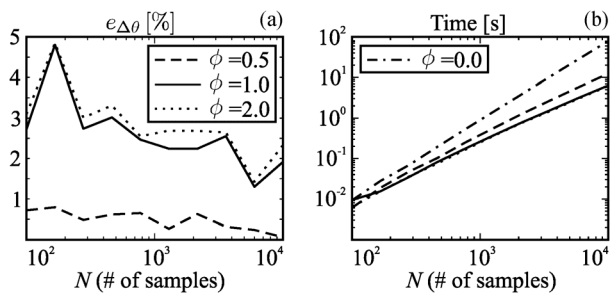 e_Δθ [%] (a)
5
4
3
2
1
ϕ =0.5
ϕ =1.0
ϕ =2.0
10^2 10^3 10^4
N (# of samples)
Time [s] (b)
ϕ =0.0
10^2
10^1
10^0
10^-1
10^-2
10^2 10^3 10^4
N (# of samples)